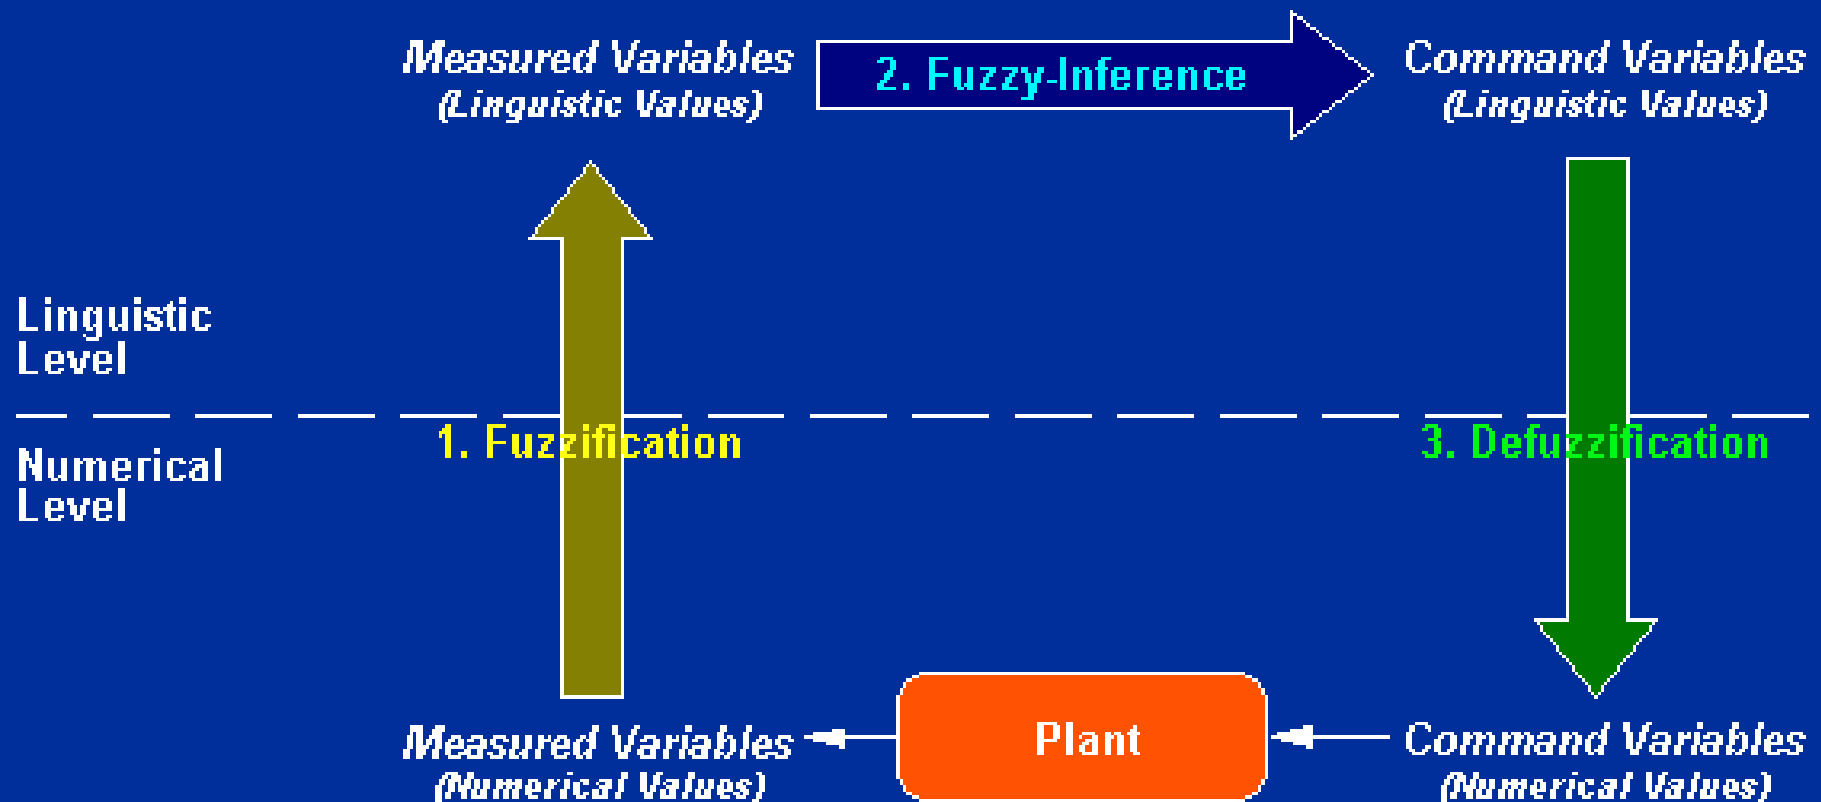 Measured Variables
(Linguistic Values)
2. Fuzzy-Inference
Command Variables
(Linguistic Values)
Linguistic
Level
1. Fuzzification
3. Defuzzification
Numerical
Level
Measured Variables
(Numerical Values)
Plant
Command Variables
(Numerical Values)